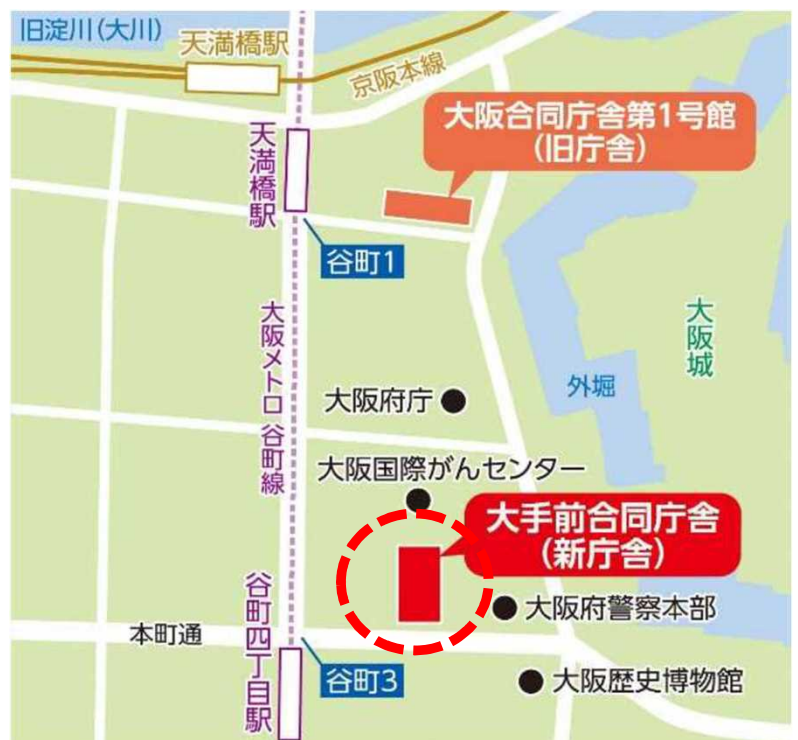 旧淀川（大川）
天満橋駅
京阪本線
大阪合同庁舎第1号館
（旧庁舎）
天満橋駅
谷町1
大阪メトロ 谷町線
大阪城
外堀
大阪府庁
大阪国際がんセンター
大手前合同庁舎
（新庁舎）
谷町四丁目駅
大阪府警察本部
本町通
谷町3
大阪歴史博物館